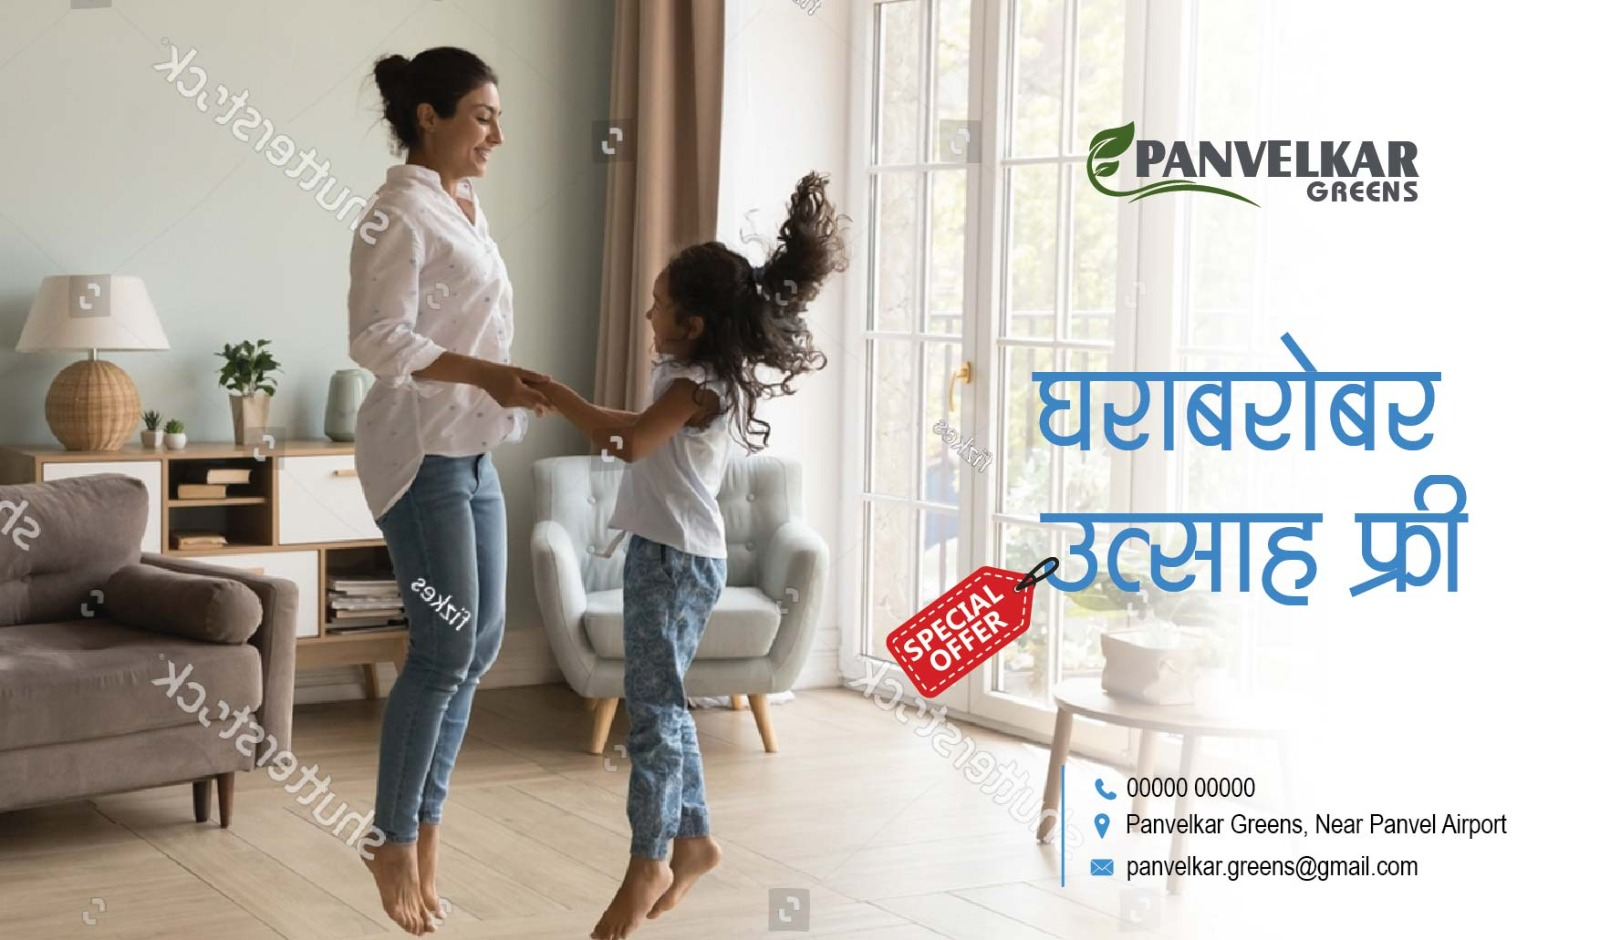 PANVELKAR
GREENS
घराबरोबर
उत्साह फ्री
SPECIAL
OFFER
00000 00000
Panvelkar Greens, Near Panvel Airport
panvelkar.greens@gmail.com
shutterstock
shutterstock
shutterstock
fizkes
fizkes
sh